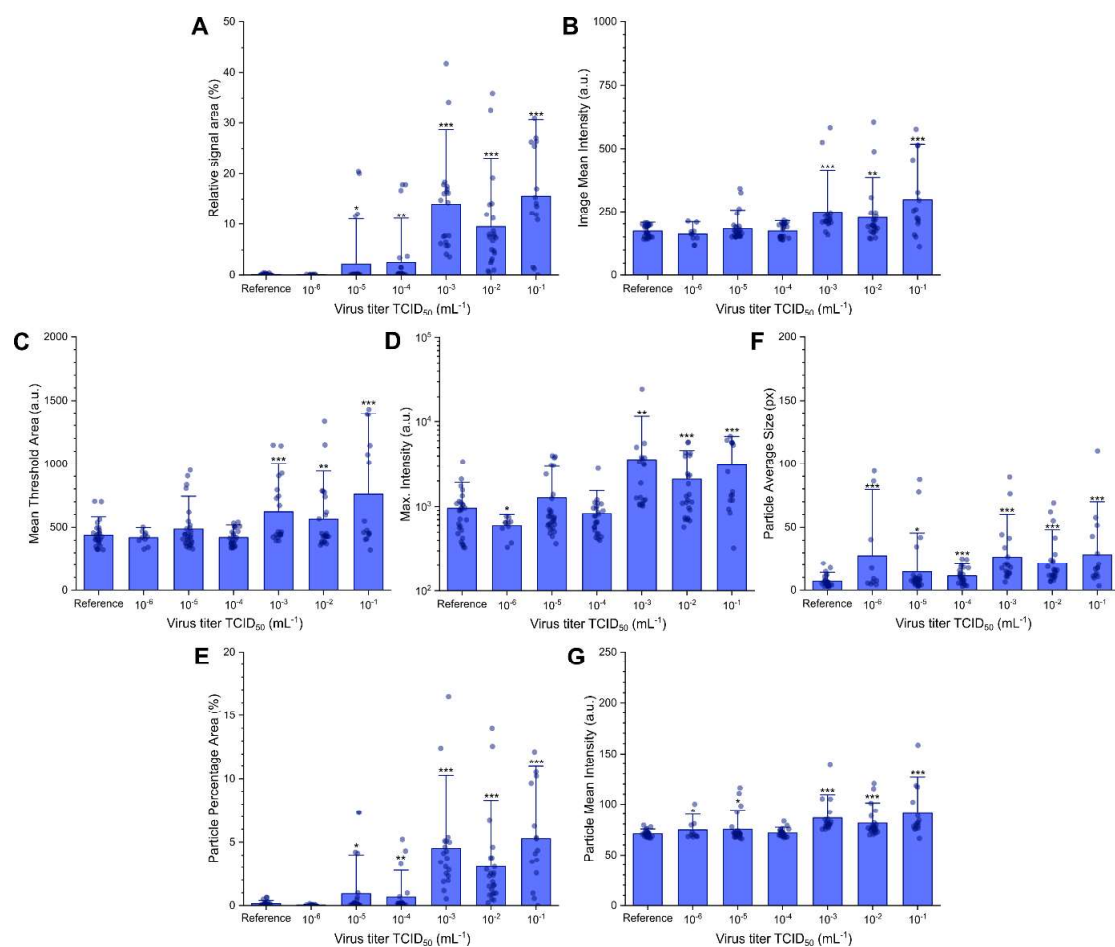 A
Relative signal area (%)
50
40
30
20
10
0
*
**
***
***
***
Reference 10⁻⁶ 10⁻⁵ 10⁻⁴ 10⁻³ 10⁻² 10⁻¹
Virus titer TCID₅₀ (mL⁻¹)
B
Image Mean Intensity (a.u.)
1000
750
500
250
0
***
**
***
Reference 10⁻⁶ 10⁻⁵ 10⁻⁴ 10⁻³ 10⁻² 10⁻¹
Virus titer TCID₅₀ (mL⁻¹)
C
Mean Threshold Area (a.u.)
2000
1500
1000
500
0
***
**
***
Reference 10⁻⁶ 10⁻⁵ 10⁻⁴ 10⁻³ 10⁻² 10⁻¹
Virus titer TCID₅₀ (mL⁻¹)
D
Max. Intensity (a.u.)
10⁵
10⁴
10³
10²
*
**
***
***
Reference 10⁻⁶ 10⁻⁵ 10⁻⁴ 10⁻³ 10⁻² 10⁻¹
Virus titer TCID₅₀ (mL⁻¹)
F
Particle Average Size (px)
200
150
100
50
0
***
*
***
***
***
***
Reference 10⁻⁶ 10⁻⁵ 10⁻⁴ 10⁻³ 10⁻² 10⁻¹
Virus titer TCID₅₀ (mL⁻¹)
E
Particle Percentage Area (%)
20
15
10
5
0
*
**
***
***
***
Reference 10⁻⁶ 10⁻⁵ 10⁻⁴ 10⁻³ 10⁻² 10⁻¹
Virus titer TCID₅₀ (mL⁻¹)
G
Particle Mean Intensity (a.u.)
250
200
150
100
50
0
*
*
***
***
***
Reference 10⁻⁶ 10⁻⁵ 10⁻⁴ 10⁻³ 10⁻² 10⁻¹
Virus titer TCID₅₀ (mL⁻¹)